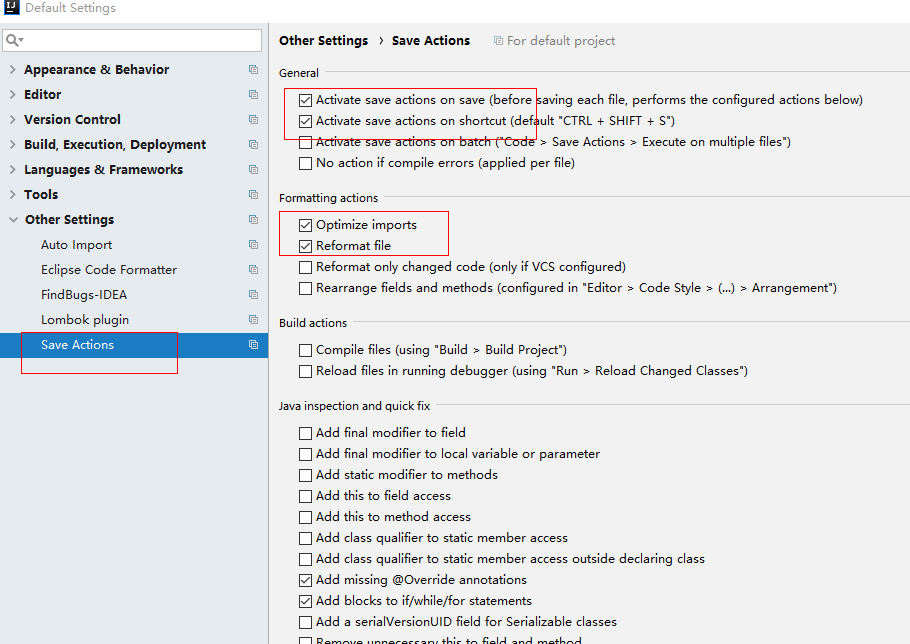 IJ Default Settings
Appearance & Behavior
Editor
Version Control
Build, Execution, Deployment
Languages & Frameworks
Tools
Other Settings
Auto Import
Eclipse Code Formatter
FindBugs-IDEA
Lombok plugin
Save Actions
Other Settings › Save Actions For default project
General
Activate save actions on save (before saving each file, performs the configured actions below)
Activate save actions on shortcut (default "CTRL + SHIFT + S")
Activate save actions on batch ("Code > Save Actions > Execute on multiple files")
No action if compile errors (applied per file)
Formatting actions
Optimize imports
Reformat file
Reformat only changed code (only if VCS configured)
Rearrange fields and methods (configured in "Editor > Code Style > (...) > Arrangement")
Build actions
Compile files (using "Build > Build Project")
Reload files in running debugger (using "Run > Reload Changed Classes")
Java inspection and quick fix
Add final modifier to field
Add final modifier to local variable or parameter
Add static modifier to methods
Add this to field access
Add this to method access
Add class qualifier to static member access
Add class qualifier to static member access outside declaring class
Add missing @Override annotations
Add blocks to if/while/for statements
Add a serialVersionUID field for Serializable classes
Remove unnecessary this to field and method